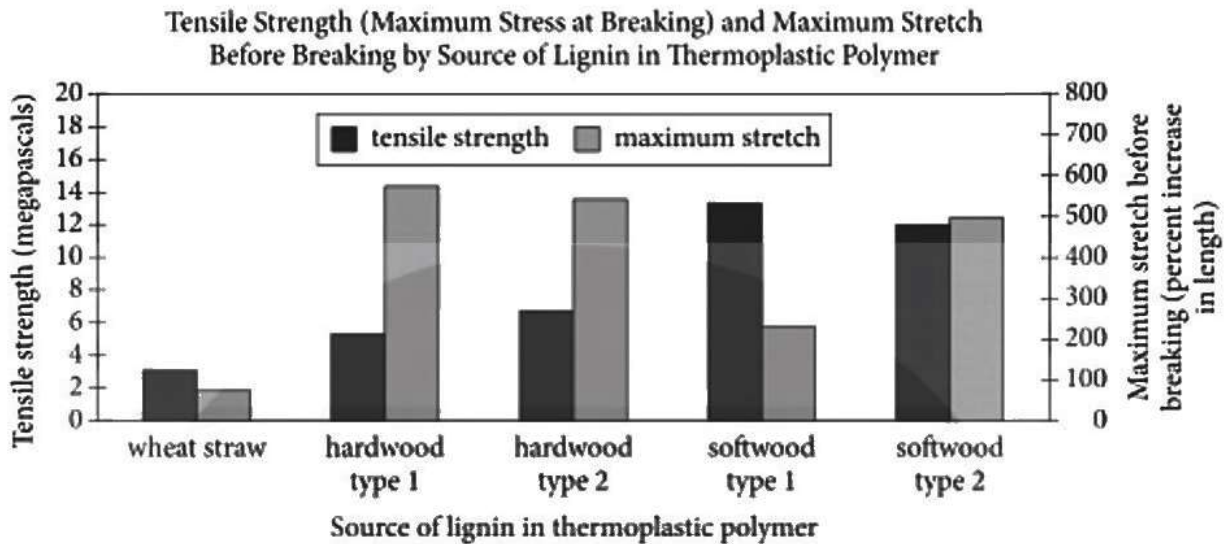 Tensile Strength (Maximum Stress at Breaking) and Maximum Stretch
Before Breaking by Source of Lignin in Thermoplastic Polymer
Tensile strength (megapascals)
20
18
16
14
12
10
8
6
4
2
0
tensile strength
maximum stretch
800
700
600
500
400
300
200
100
0
Maximum stretch before
breaking (percent increase
in length)
wheat straw
hardwood
type 1
hardwood
type 2
softwood
type 1
softwood
type 2
Source of lignin in thermoplastic polymer